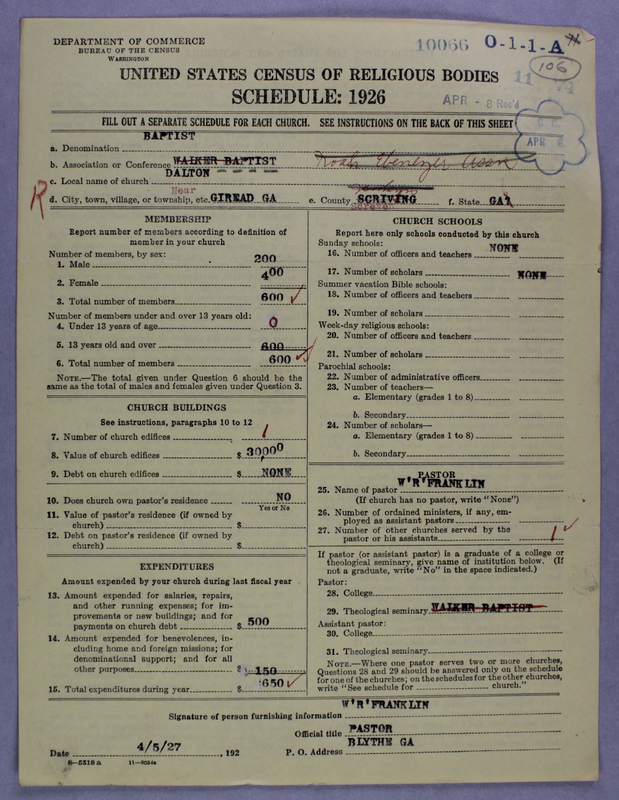 DEPARTMENT OF COMMERCE
BUREAU OF THE CENSUS
WASHINGTON
10066 O-1-1-A
106
UNITED STATES CENSUS OF RELIGIOUS BODIES
SCHEDULE: 1926
APR - 8 Rec'd
FILL OUT A SEPARATE SCHEDULE FOR EACH CHURCH. SEE INSTRUCTIONS ON THE BACK OF THIS SHEET
APR
a. Denomination BAPTIST
b. Association or Conference WALKER BAPTIST Noah Ebenezer Assn
c. Local name of church DALTON
R d. City, town, village, or township, etc. Near GIREAD GA e. County SCRIVING Screven f. State GA
MEMBERSHIP
Report number of members according to definition of
member in your church
Number of members, by sex:
1. Male 200
2. Female 400
3. Total number of members 600
Number of members under and over 13 years old:
4. Under 13 years of age 0
5. 13 years old and over 600
6. Total number of members 600
NOTE.—The total given under Question 6 should be the
same as the total of males and females given under Question 3.
CHURCH BUILDINGS
See instructions, paragraphs 10 to 12
7. Number of church edifices 1
8. Value of church edifices $
9. Debt on church edifices $ NONE
10. Does church own pastor's residence NO
Yes or No
11. Value of pastor's residence (if owned by
church) $
12. Debt on pastor's residence (if owned by
church) $
EXPENDITURES
Amount expended by your church during last fiscal year
13. Amount expended for salaries, repairs,
and other running expenses; for im-
provements or new buildings; and for
payments on church debt $ 500
14. Amount expended for benevolences, in-
cluding home and foreign missions; for
denominational support; and for all
other purposes $ 150
15. Total expenditures during year $ 650
CHURCH SCHOOLS
Report here only schools conducted by this church
Sunday schools:
16. Number of officers and teachers NONE
17. Number of scholars NONE
Summer vacation Bible schools:
18. Number of officers and teachers
19. Number of scholars
Week-day religious schools:
20. Number of officers and teachers
21. Number of scholars
Parochial schools:
22. Number of administrative officers
23. Number of teachers—
a. Elementary (grades 1 to 8)
b. Secondary
24. Number of scholars—
a. Elementary (grades 1 to 8)
b. Secondary
PASTOR
25. Name of pastor W'R'FRANKLIN
(If church has no pastor, write "None")
26. Number of ordained ministers, if any, em-
ployed as assistant pastors
27. Number of other churches served by the
pastor or his assistants 1
If pastor (or assistant pastor) is a graduate of a college or
theological seminary, give name of institution below. (If
not a graduate, write "No" in the space indicated.)
Pastor:
28. College
29. Theological seminary WALKER BAPTIST
Assistant pastor:
30. College
31. Theological seminary
NOTE.—Where one pastor serves two or more churches,
Questions 28 and 29 should be answered only on the schedule
for one of the churches; on the schedules for the other churches,
write "See schedule for church."
Signature of person furnishing information W'R'FRANKLIN
Official title PASTOR
Date 4/5/27, 192 P. O. Address BLYTHE GA